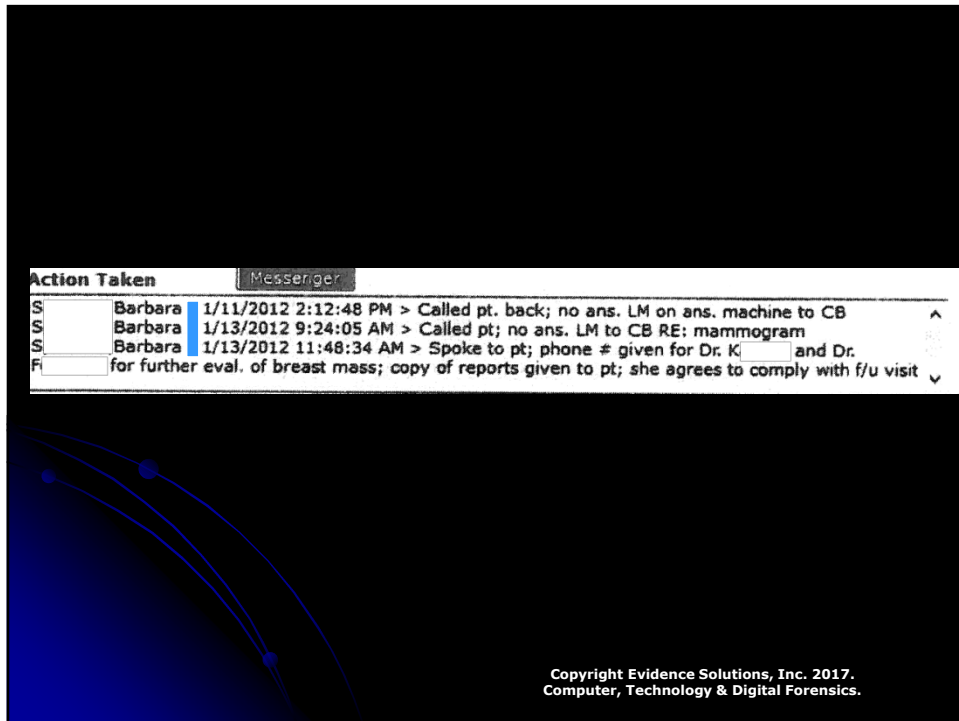 Action Taken Messenger
S Barbara 1/11/2012 2:12:48 PM > Called pt. back; no ans. LM on ans. machine to CB
S Barbara 1/13/2012 9:24:05 AM > Called pt; no ans. LM to CB RE: mammogram
S Barbara 1/13/2012 11:48:34 AM > Spoke to pt; phone # given for Dr. K and Dr.
F for further eval. of breast mass; copy of reports given to pt; she agrees to comply with f/u visit
Copyright Evidence Solutions, Inc. 2017.
Computer, Technology & Digital Forensics.